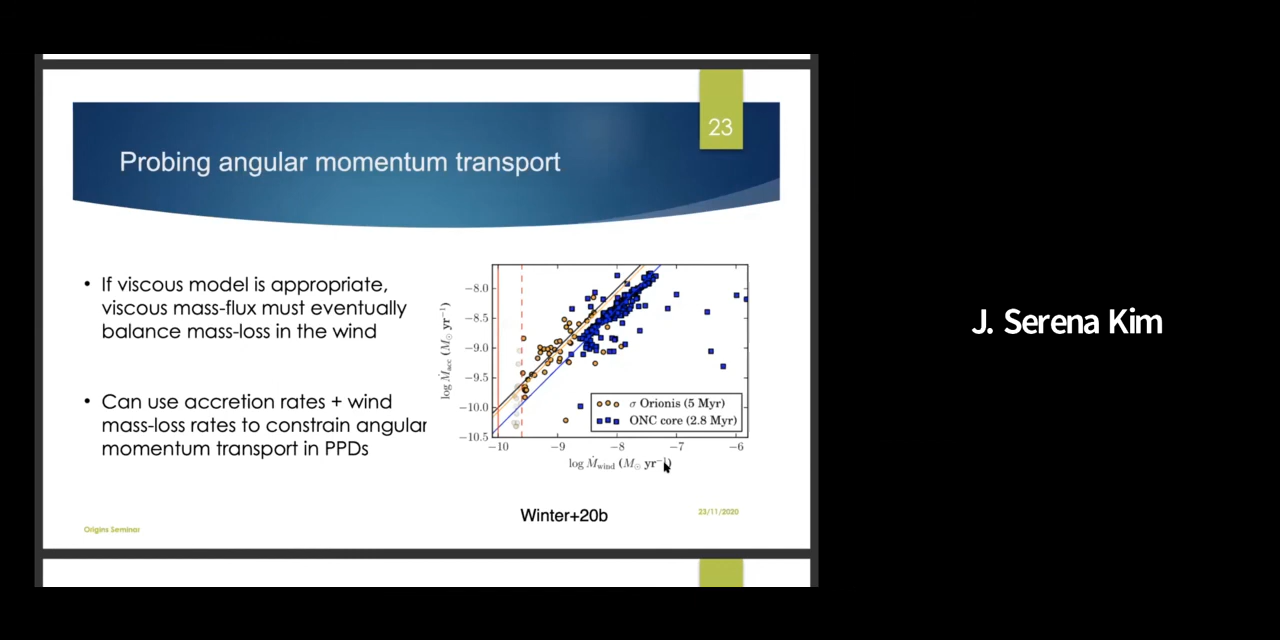 23
Probing angular momentum transport
• If viscous model is appropriate,
viscous mass-flux must eventually
balance mass-loss in the wind
• Can use accretion rates + wind
mass-loss rates to constrain angular
momentum transport in PPDs
−8.0
−8.5
−9.0
−9.5
−10.0
−10.5
log Ṁacc (M⊙ yr⁻¹)
−10 −9 −8 −7 −6
log Ṁwind (M⊙ yr⁻¹)
σ Orionis (5 Myr)
ONC core (2.8 Myr)
Winter+20b
23/11/2020
Origins Seminar
J. Serena Kim